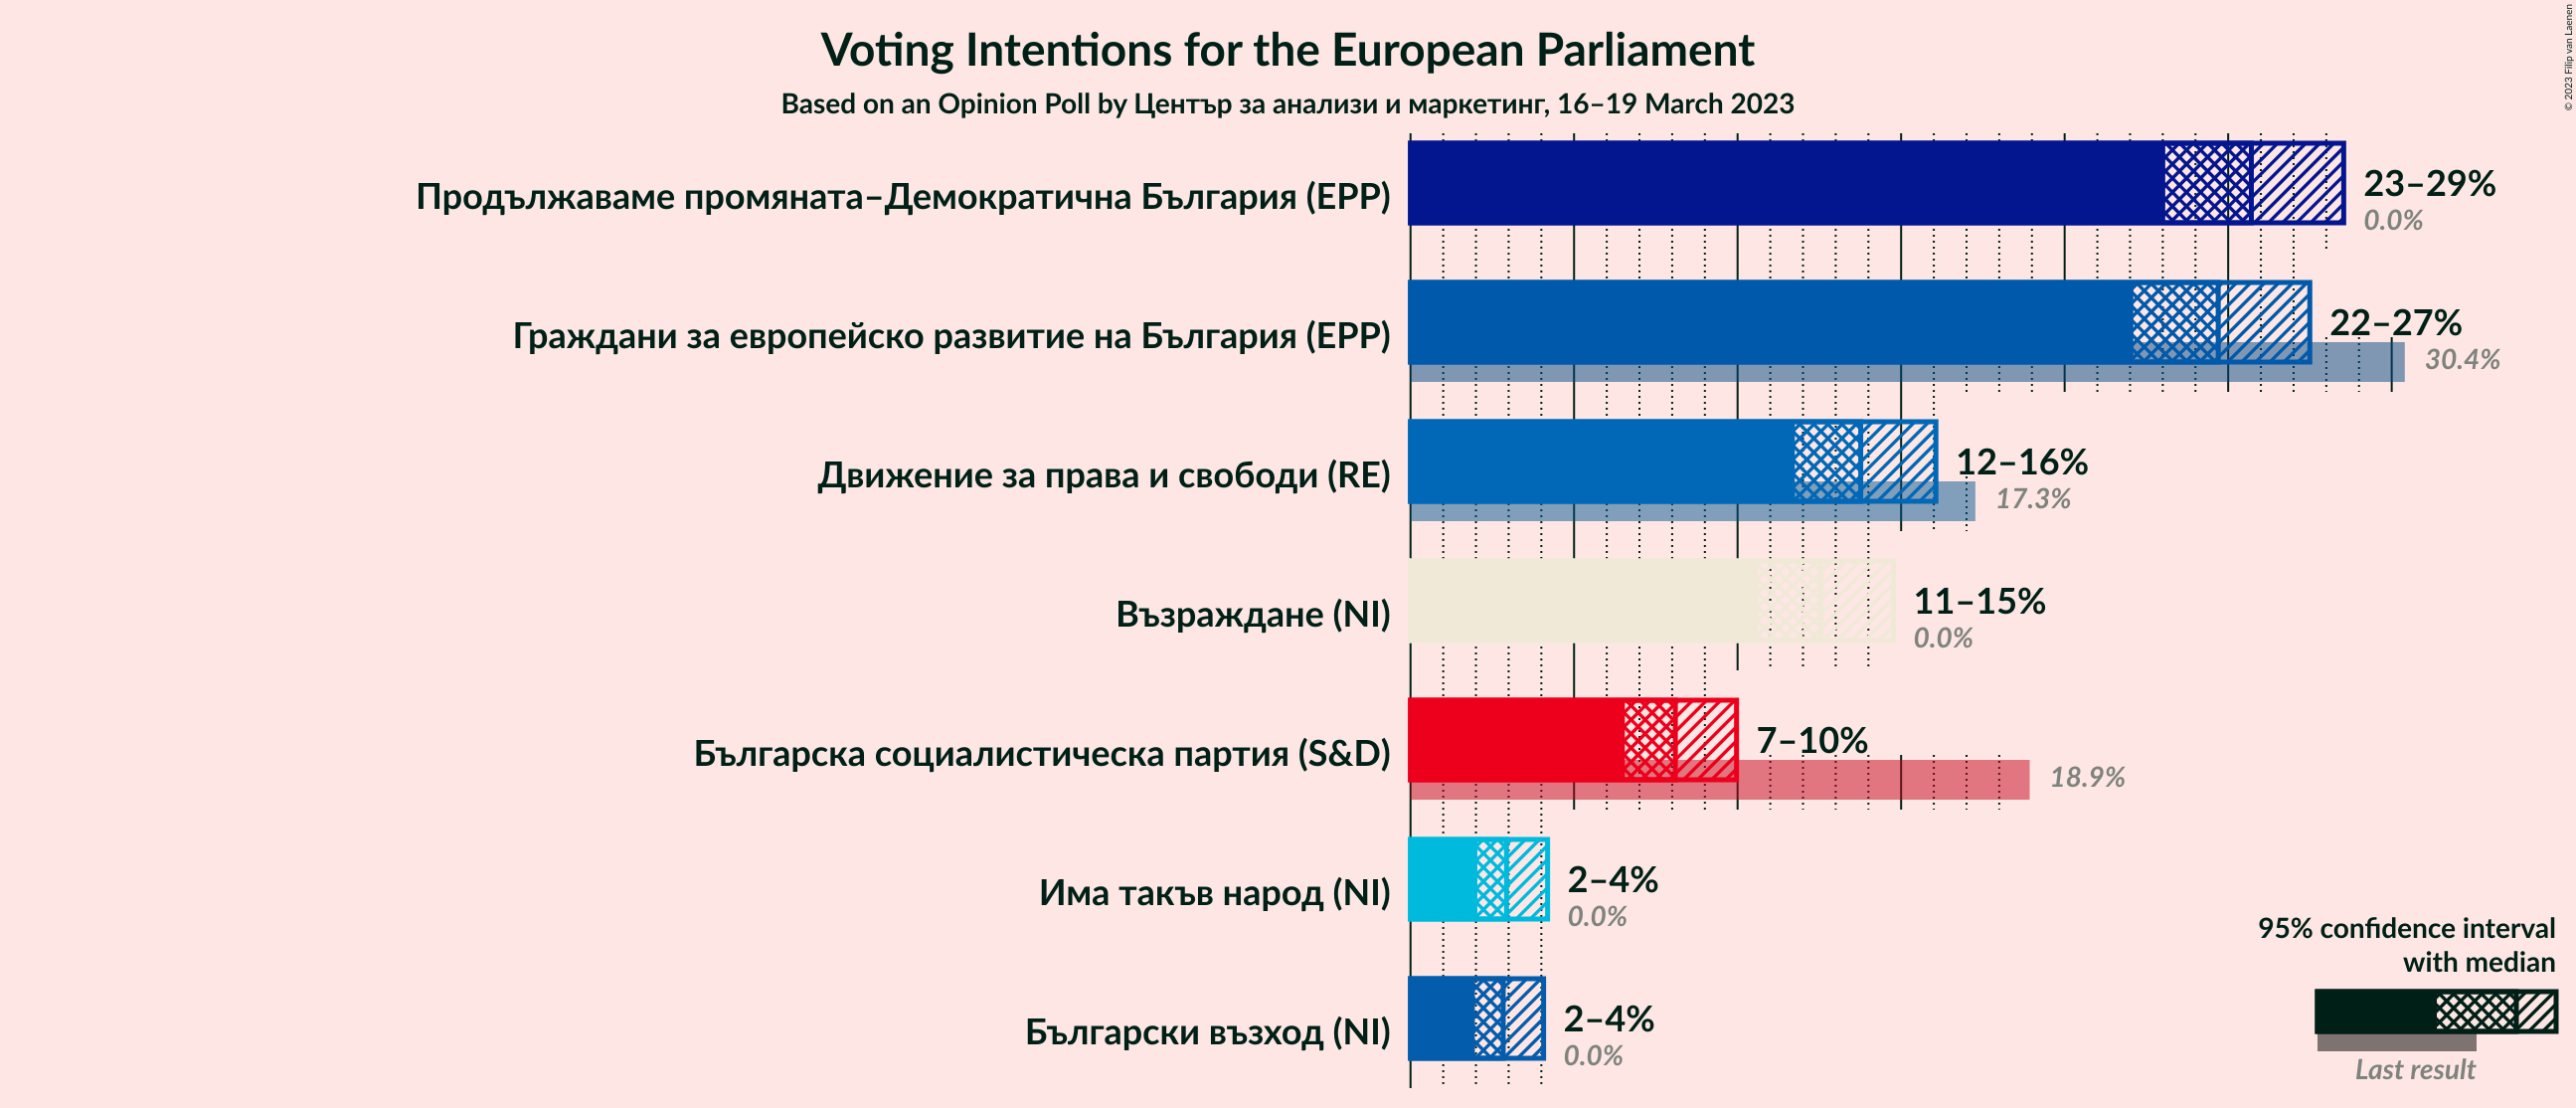 Voting Intentions for the European Parliament
Based on an Opinion Poll by Център за анализи и маркетинг, 16–19 March 2023
© 2023 Filip van Laenen
Продължаваме промяната–Демократична България (EPP)
23–29%
0.0%
Граждани за европейско развитие на България (EPP)
22–27%
30.4%
Движение за права и свободи (RE)
12–16%
17.3%
Възраждане (NI)
11–15%
0.0%
Българска социалистическа партия (S&D)
7–10%
18.9%
Има такъв народ (NI)
2–4%
0.0%
Български възход (NI)
2–4%
0.0%
95% confidence interval
with median
Last result